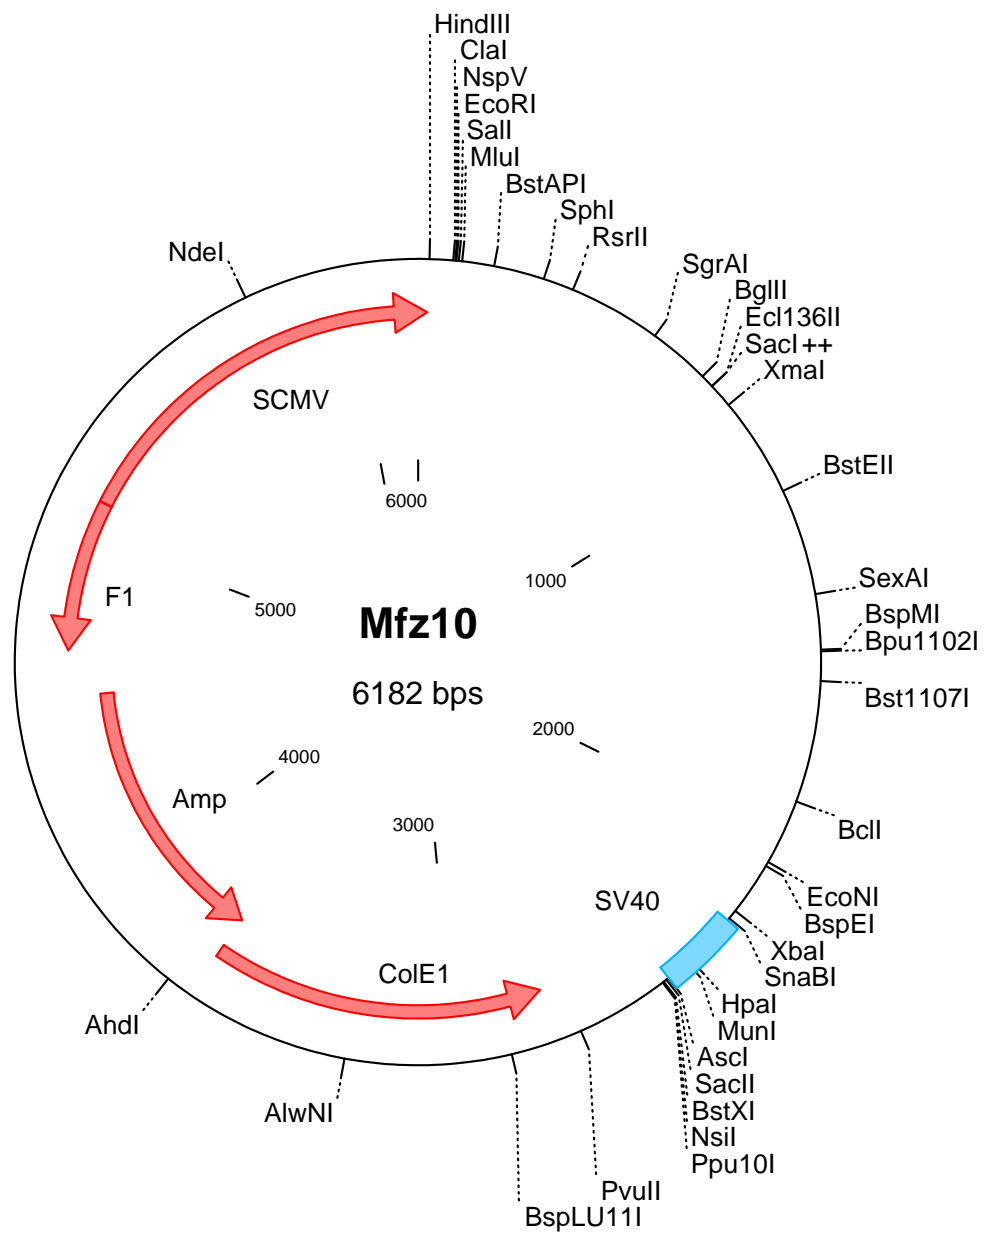 HindIII
ClaI
NspV
EcoRI
SalI
MluI
BstAPI
SphI
RsrII
NdeI
SgrAI
BglII
Ecl136II
SacI ++
XmaI
SCMV
BstEII
6000
1000
SexAI
F1
5000
BspMI
Mfz10
Bpu1102I
6182 bps
Bst1107I
2000
4000
Amp
3000
BclI
SV40
EcoNI
BspEI
XbaI
ColE1
SnaBI
HpaI
AhdI
MunI
AscI
SacII
AlwNI
BstXI
NsiI
Ppu10I
PvuII
BspLU11I